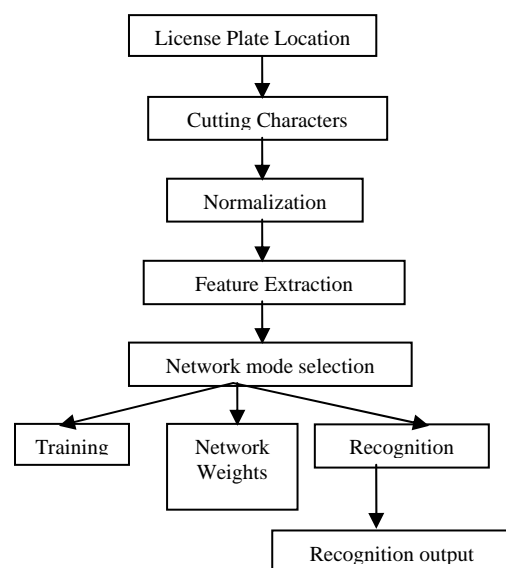 License Plate Location
Cutting Characters
Normalization
Feature Extraction
Network mode selection
Training
Network
Weights
Recognition
Recognition output